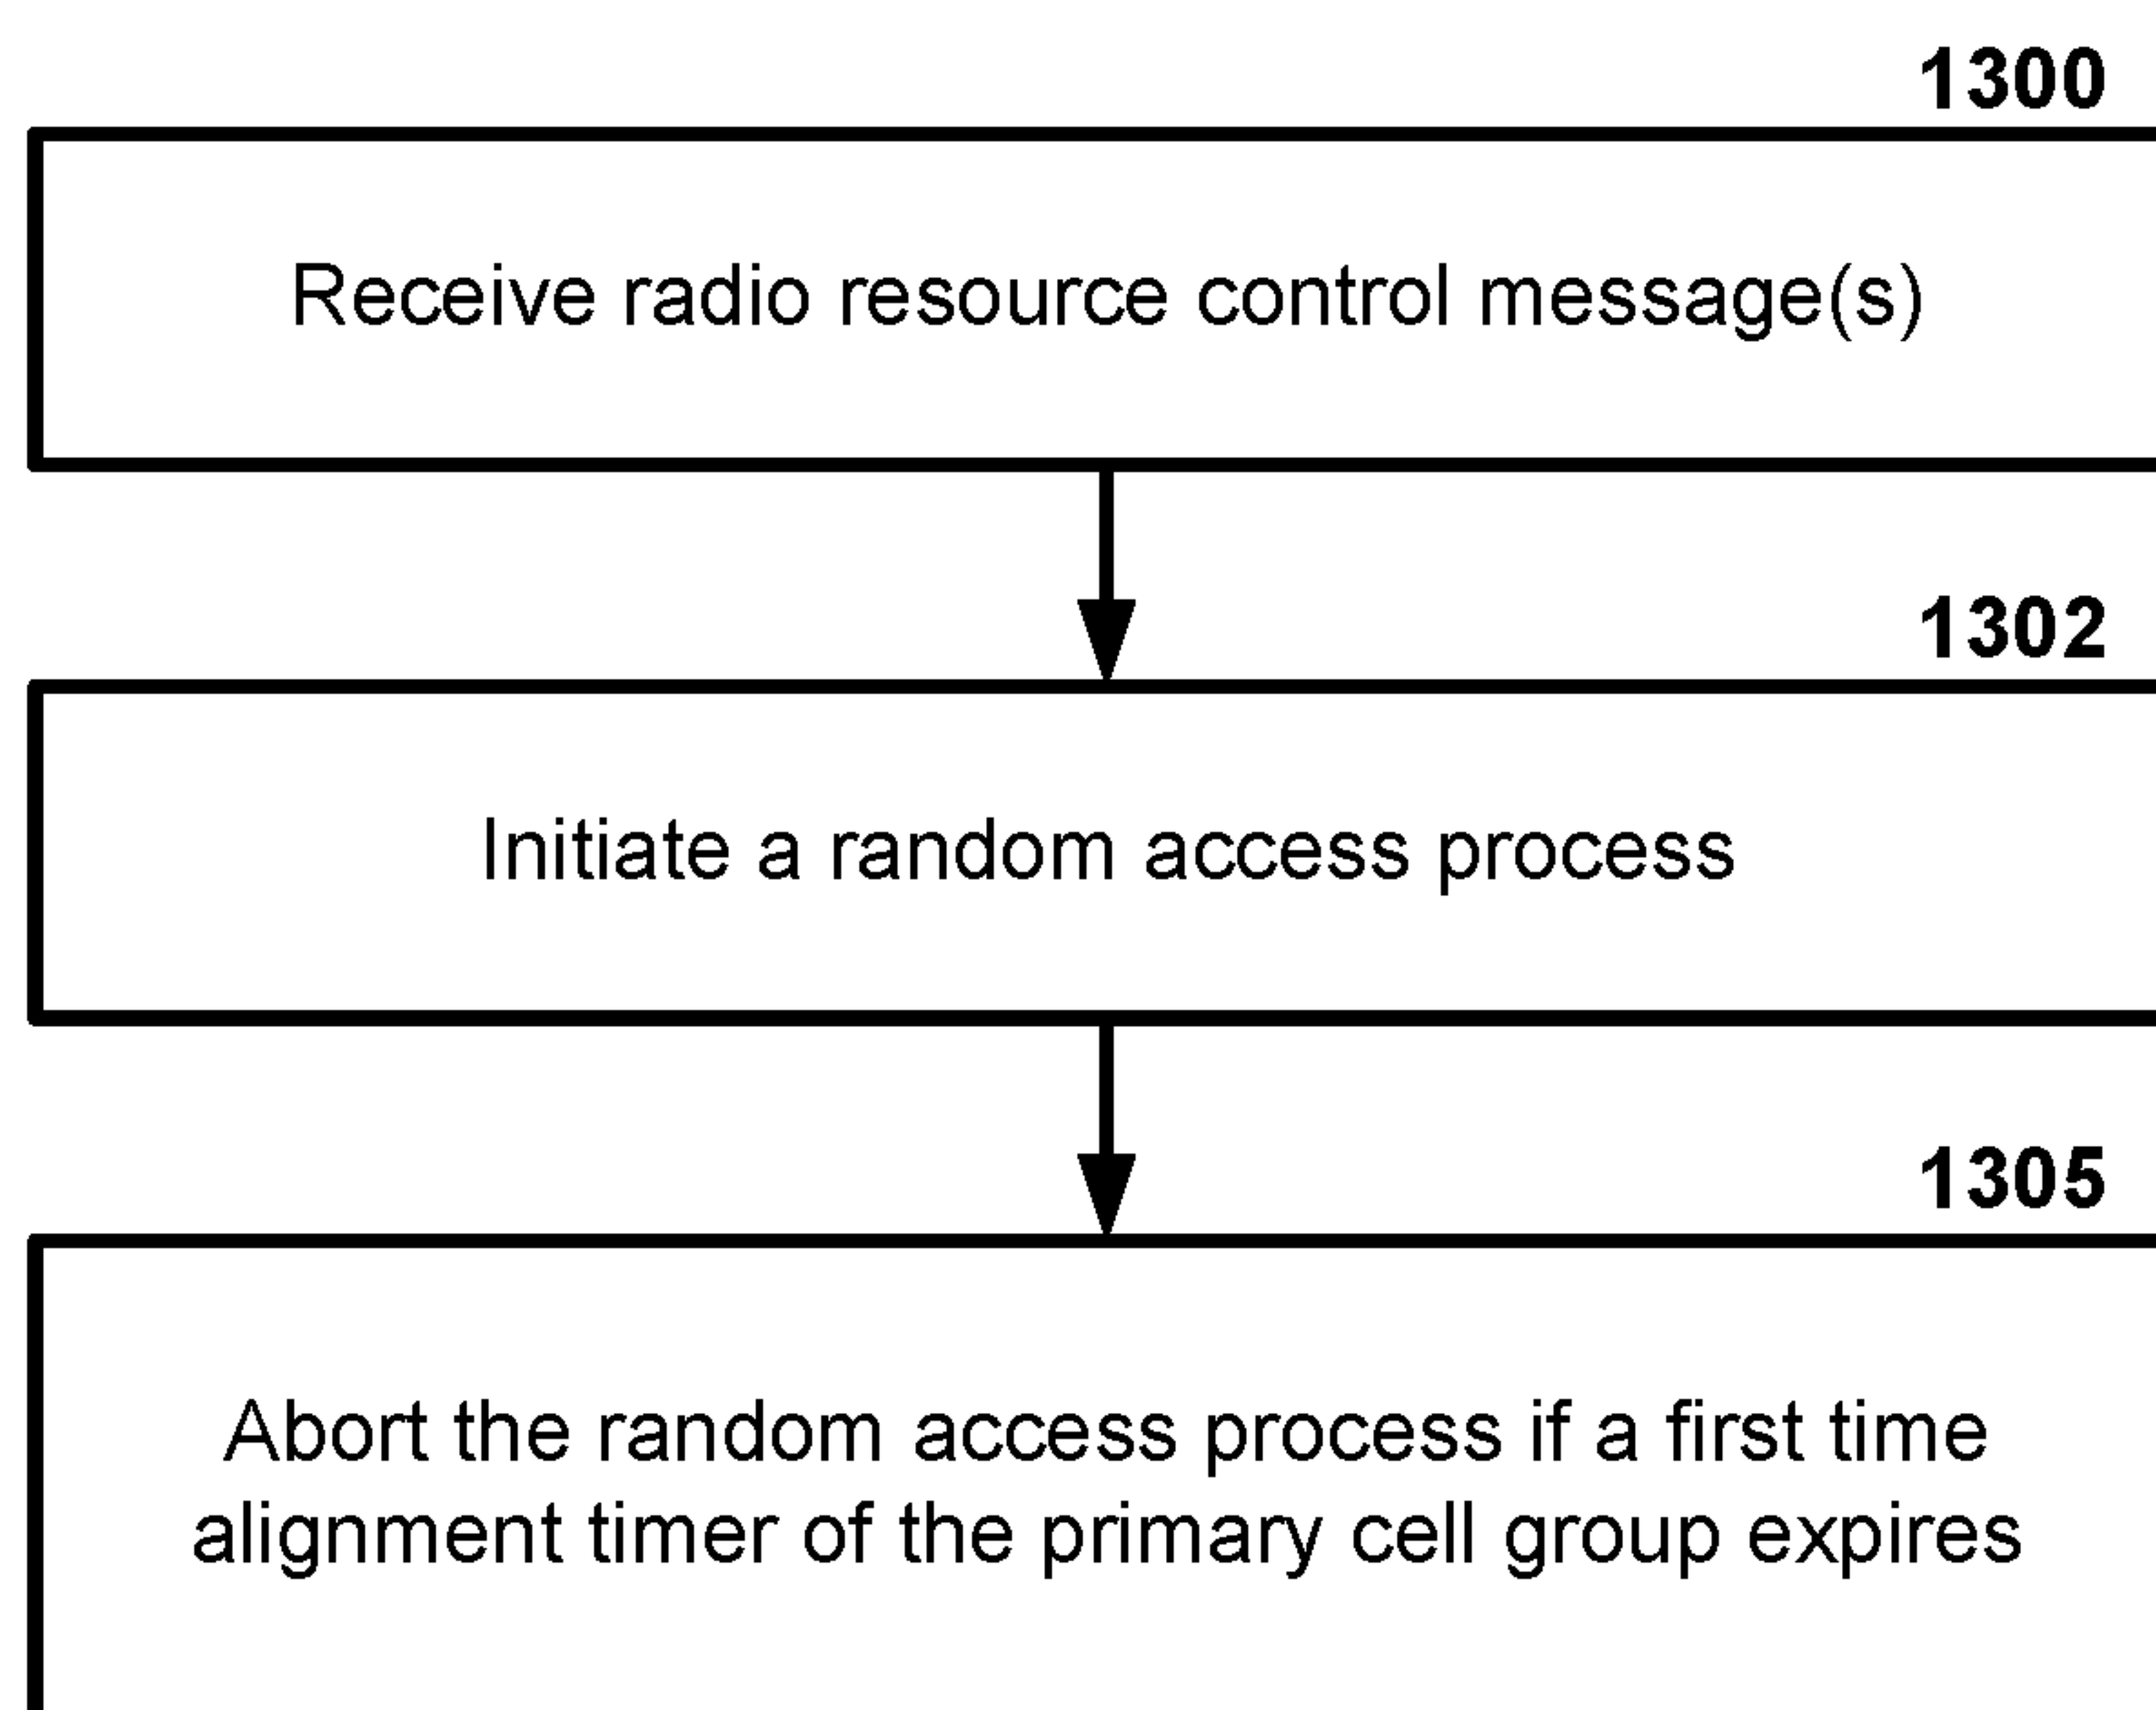 1300
Receive radio resource control message(s)
1302
Initiate a random access process
1305
Abort the random access process if a first time
alignment timer of the primary cell group expires